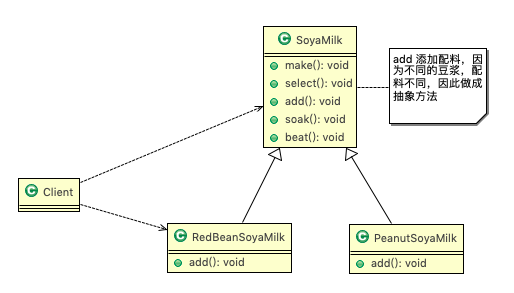 SoyaMilk
make(): void
select(): void
add(): void
soak(): void
beat(): void
add 添加配料，因
为不同的豆浆，配
料不同，因此做成
抽象方法
Client
RedBeanSoyaMilk
add(): void
PeanutSoyaMilk
add(): void